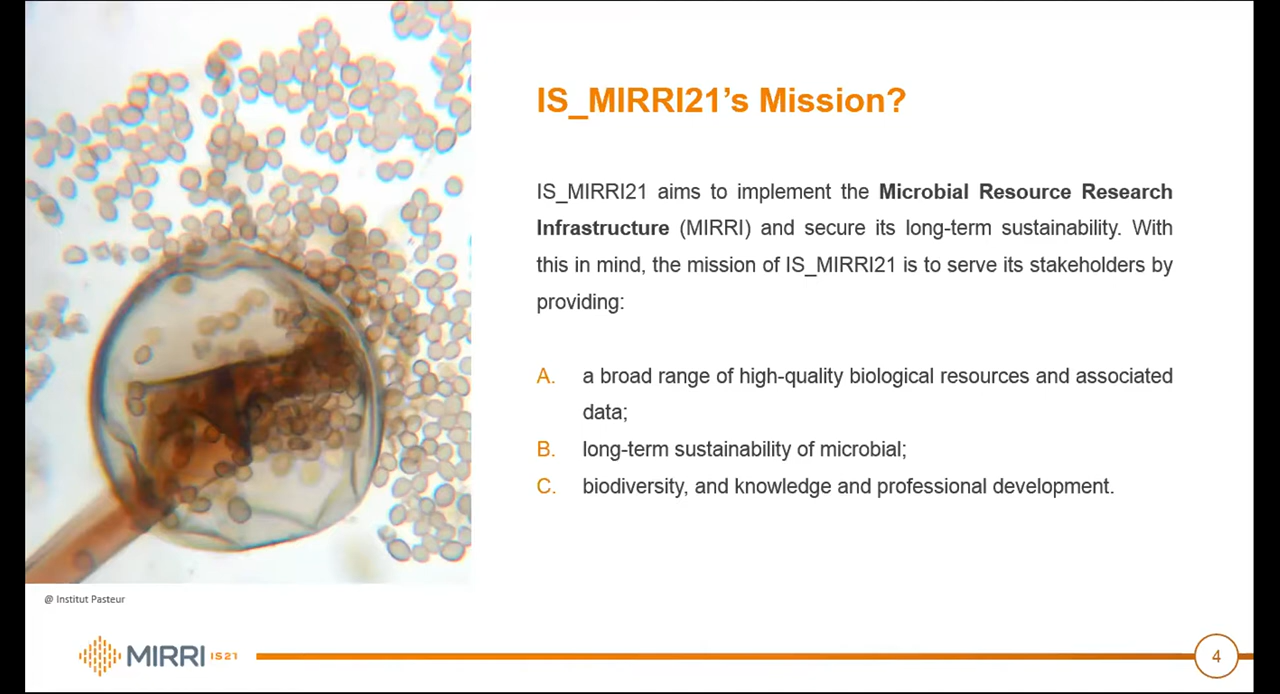 IS_MIRRI21’s Mission?
IS_MIRRI21 aims to implement the Microbial Resource Research
Infrastructure (MIRRI) and secure its long-term sustainability. With
this in mind, the mission of IS_MIRRI21 is to serve its stakeholders by
providing:
A. a broad range of high-quality biological resources and associated
data;
B. long-term sustainability of microbial;
C. biodiversity, and knowledge and professional development.
@ Institut Pasteur
MIRRI IS21
4